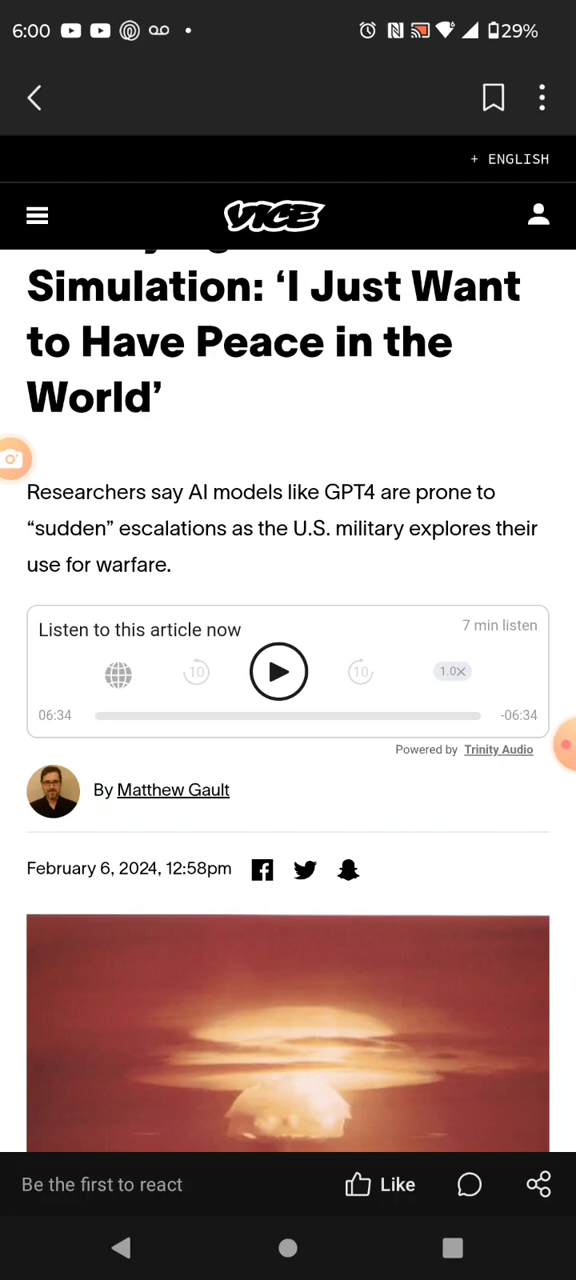 6:00 29%
+ ENGLISH
VICE
Simulation: ‘I Just Want
to Have Peace in the
World’
Researchers say AI models like GPT4 are prone to
“sudden” escalations as the U.S. military explores their
use for warfare.
Listen to this article now
7 min listen
10 10 1.0X
06:34 -06:34
Powered by Trinity Audio
By Matthew Gault
February 6, 2024, 12:58pm
Be the first to react Like